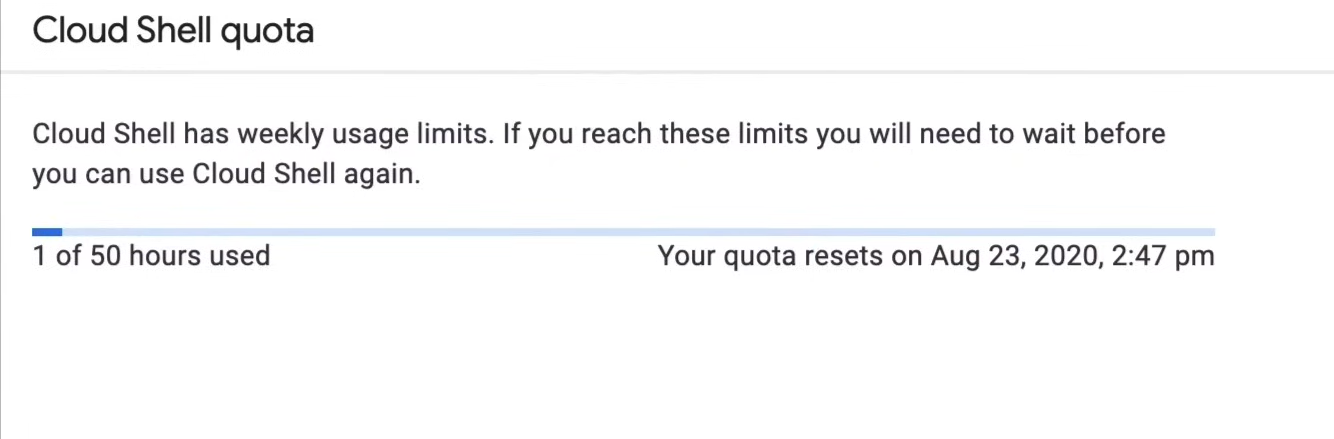 Cloud Shell quota
Cloud Shell has weekly usage limits. If you reach these limits you will need to wait before
you can use Cloud Shell again.
1 of 50 hours used
Your quota resets on Aug 23, 2020, 2:47 pm